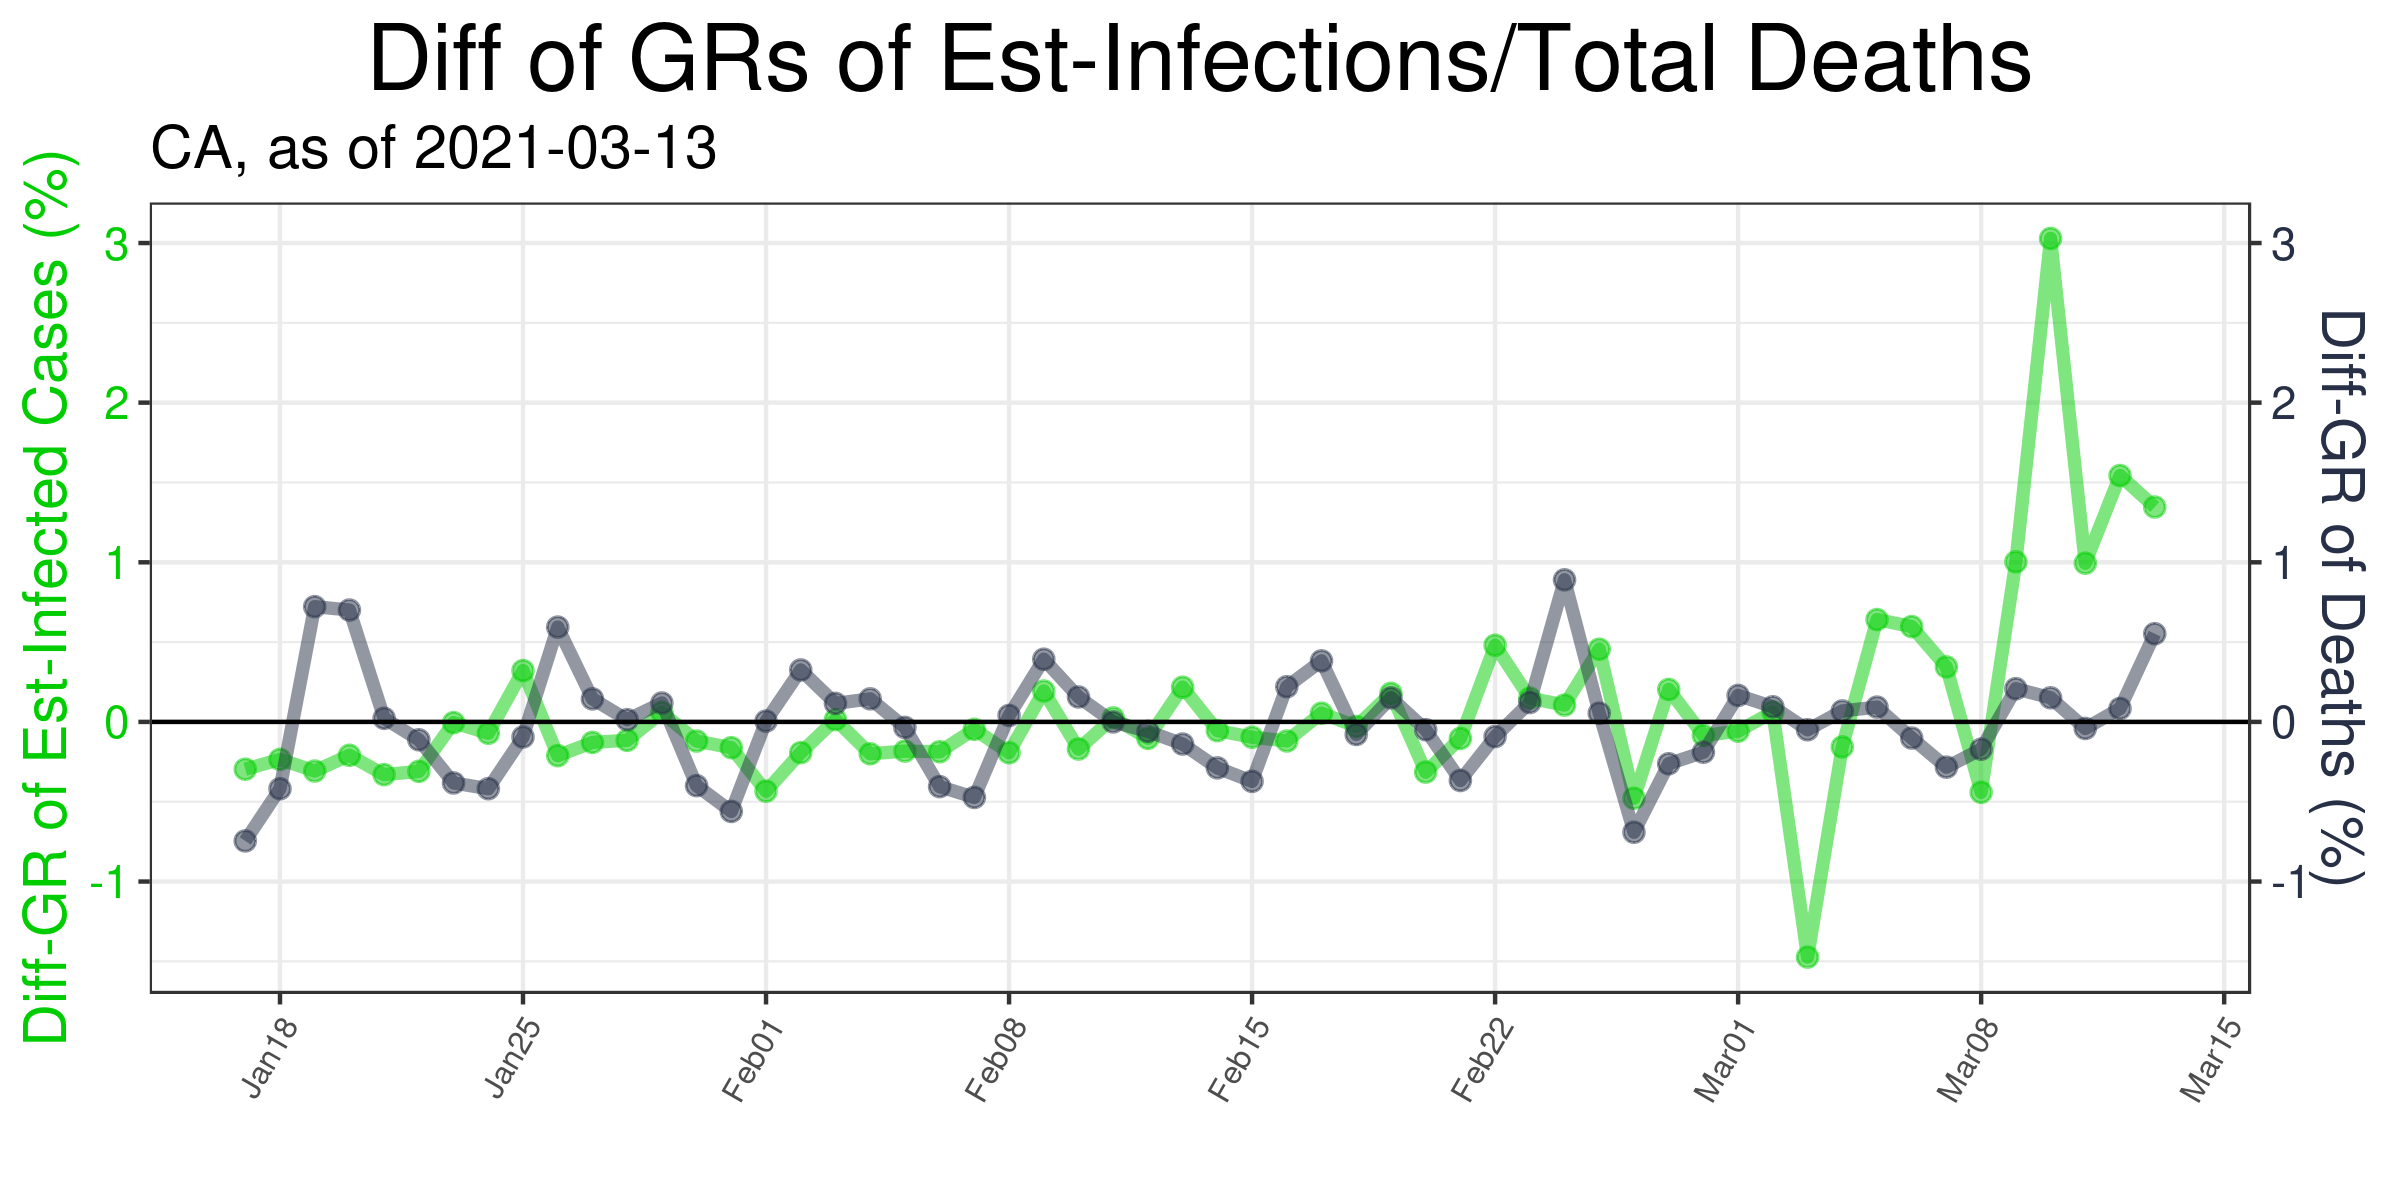 Diff of GRs of Est-Infections/Total Deaths
CA, as of 2021-03-13
Diff-GR of Est-Infected Cases (%)
3
2
1
0
-1
3
2
1
0
-1
Diff-GR of Deaths (%)
Jan18
Jan25
Feb01
Feb08
Feb15
Feb22
Mar01
Mar08
Mar15